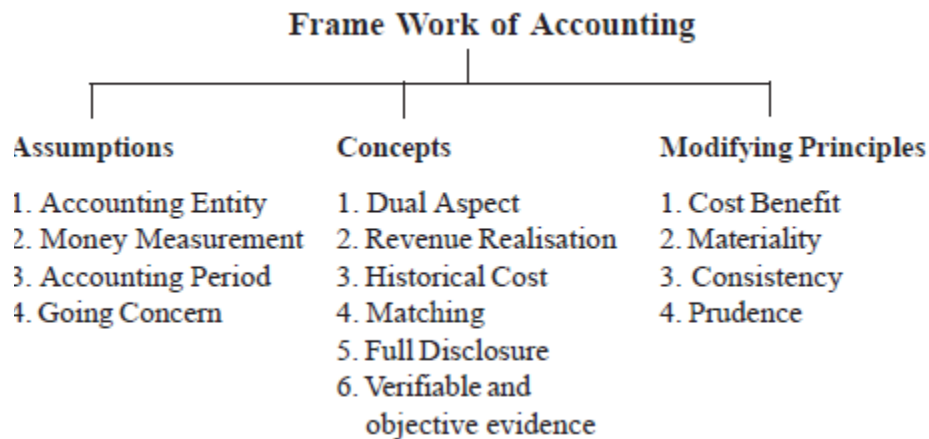 Frame Work of Accounting
Assumptions
1. Accounting Entity
2. Money Measurement
3. Accounting Period
4. Going Concern
Concepts
1. Dual Aspect
2. Revenue Realisation
3. Historical Cost
4. Matching
5. Full Disclosure
6. Verifiable and
objective evidence
Modifying Principles
1. Cost Benefit
2. Materiality
3. Consistency
4. Prudence